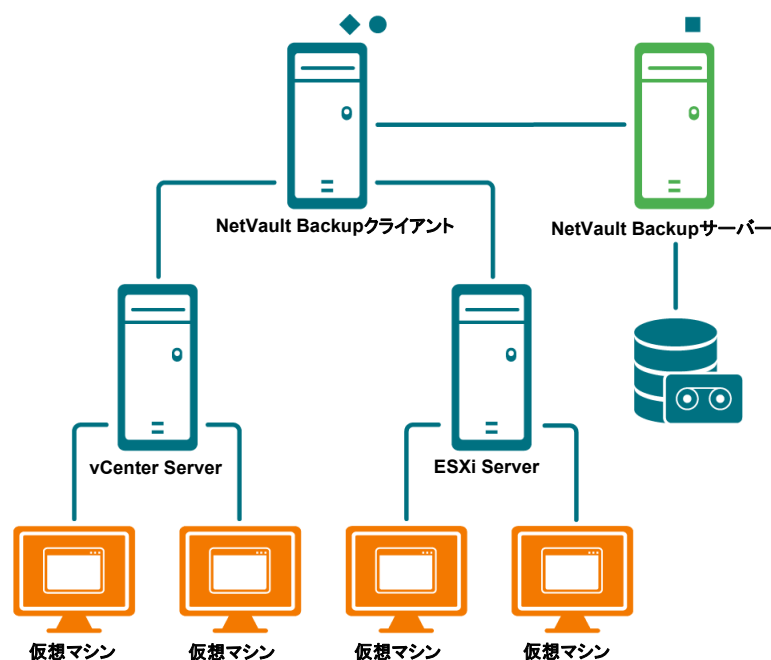 NetVault Backupクライアント
NetVault Backupサーバー
vCenter Server
ESXi Server
仮想マシン
仮想マシン
仮想マシン
仮想マシン